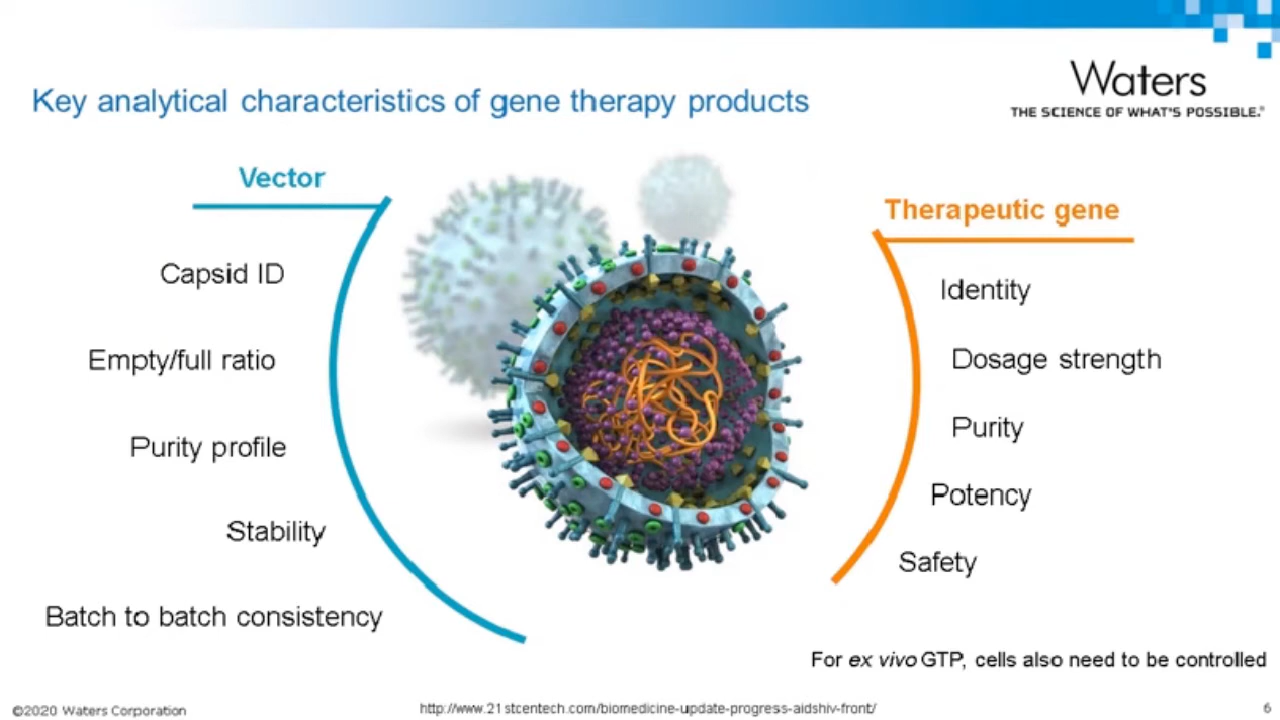 Waters
THE SCIENCE OF WHAT'S POSSIBLE.®
Key analytical characteristics of gene therapy products
Vector
Capsid ID
Empty/full ratio
Purity profile
Stability
Batch to batch consistency
Therapeutic gene
Identity
Dosage strength
Purity
Potency
Safety
For ex vivo GTP, cells also need to be controlled
©2020 Waters Corporation
http://www.21stcentech.com/biomedicine-update-progress-aidshiv-front/
6